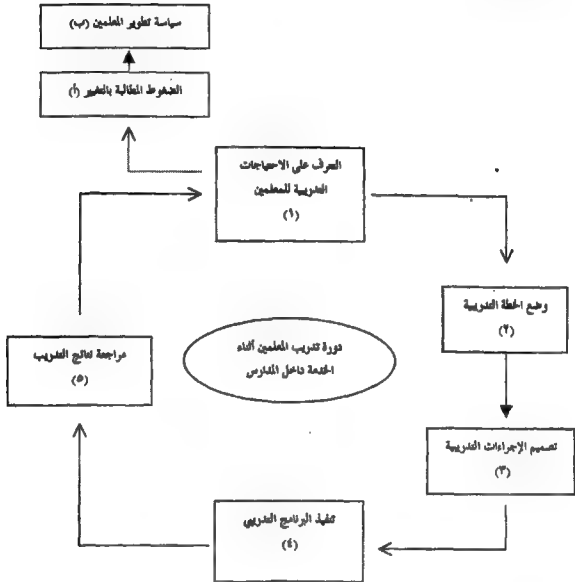 سياسة تطوير المعلمين (ب)
الضغوط المطالبة بالتغيير (أ)
التعرف على الاحتياجات
التدريبية للمعلمين
(١)
وضع الخطة التدريبية
(٢)
دورة تدريب المعلمين أثناء
الخدمة داخل المدارس
مراجعة نتائج التدريب
(٥)
تصميم الإجراءات التدريبية
(٣)
تنفيذ البرنامج التدريبي
(٤)